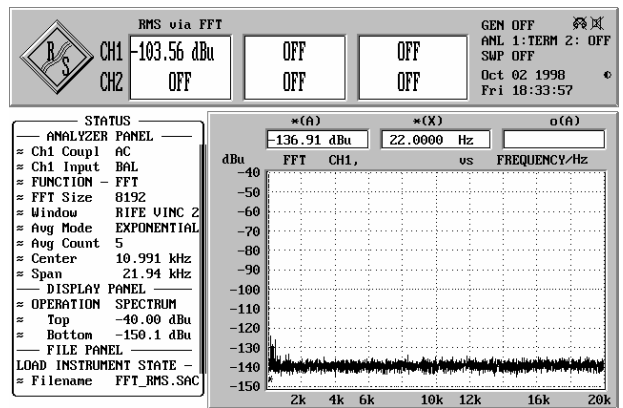 RMS via FFT
R&S
CH1 -103.56 dBu OFF OFF
CH2 OFF OFF OFF
GEN OFF
ANL 1:TERM 2: OFF
SWP OFF
Oct 02 1998
Fri 18:33:57
STATUS
ANALYZER PANEL
≈ Ch1 Coupl AC
≈ Ch1 Input BAL
≈ FUNCTION - FFT
≈ FFT Size 8192
≈ Window RIFE VINC 2
≈ Avg Mode EXPONENTIAL
≈ Avg Count 5
≈ Center 10.991 kHz
≈ Span 21.94 kHz
DISPLAY PANEL
≈ OPERATION SPECTRUM
≈ Top -40.00 dBu
≈ Bottom -150.1 dBu
FILE PANEL
LOAD INSTRUMENT STATE -
≈ Filename FFT_RMS.SAC
*(A) *(X) o(A)
-136.91 dBu 22.0000 Hz
dBu FFT CH1, vs FREQUENCY/Hz
-40
-50
-60
-70
-80
-90
-100
-110
-120
-130
-140
-150
2k 4k 6k 10k 12k 16k 20k